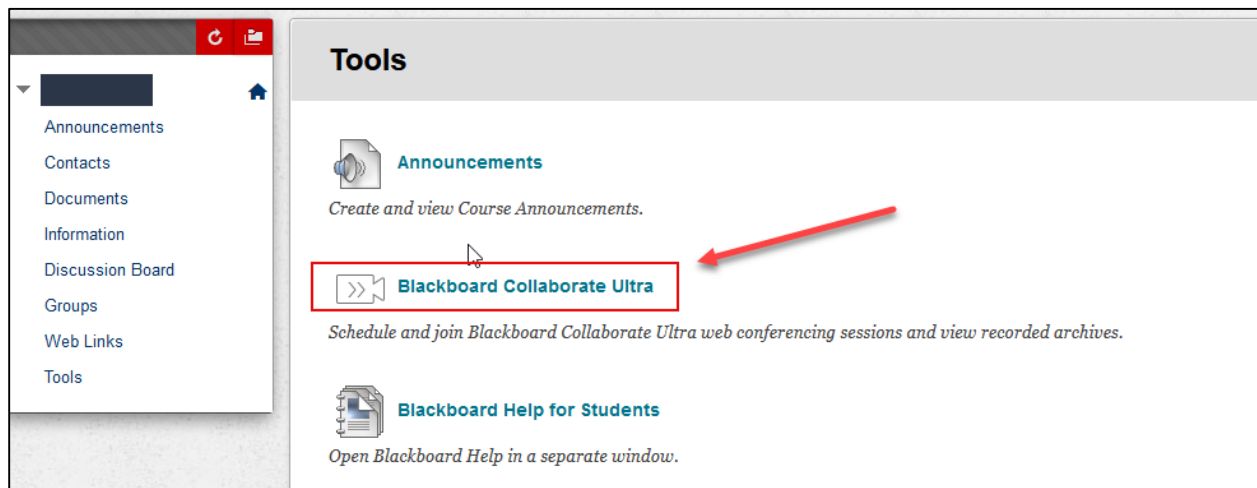 Announcements
Contacts
Documents
Information
Discussion Board
Groups
Web Links
Tools
Tools
Announcements
Create and view Course Announcements.
Blackboard Collaborate Ultra
Schedule and join Blackboard Collaborate Ultra web conferencing sessions and view recorded archives.
Blackboard Help for Students
Open Blackboard Help in a separate window.